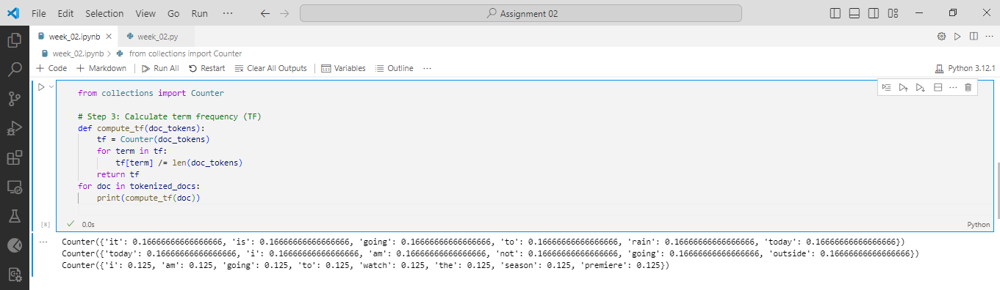 File Edit Selection View Go Run ··· Assignment 02
week_02.ipynb week_02.py
week_02.ipynb > from collections import Counter
+ Code + Markdown Run All Restart Clear All Outputs Variables Outline ··· Python 3.12.1
from collections import Counter
# Step 3: Calculate term frequency (TF)
def compute_tf(doc_tokens):
    tf = Counter(doc_tokens)
    for term in tf:
        tf[term] /= len(doc_tokens)
    return tf
for doc in tokenized_docs:
    print(compute_tf(doc))
[8] 0.0s Python
Counter({'it': 0.16666666666666666, 'is': 0.16666666666666666, 'going': 0.16666666666666666, 'to': 0.16666666666666666, 'rain': 0.16666666666666666, 'today': 0.16666666666666666})
Counter({'today': 0.16666666666666666, 'i': 0.16666666666666666, 'am': 0.16666666666666666, 'not': 0.16666666666666666, 'going': 0.16666666666666666, 'outside': 0.16666666666666666})
Counter({'i': 0.125, 'am': 0.125, 'going': 0.125, 'to': 0.125, 'watch': 0.125, 'the': 0.125, 'season': 0.125, 'premiere': 0.125})